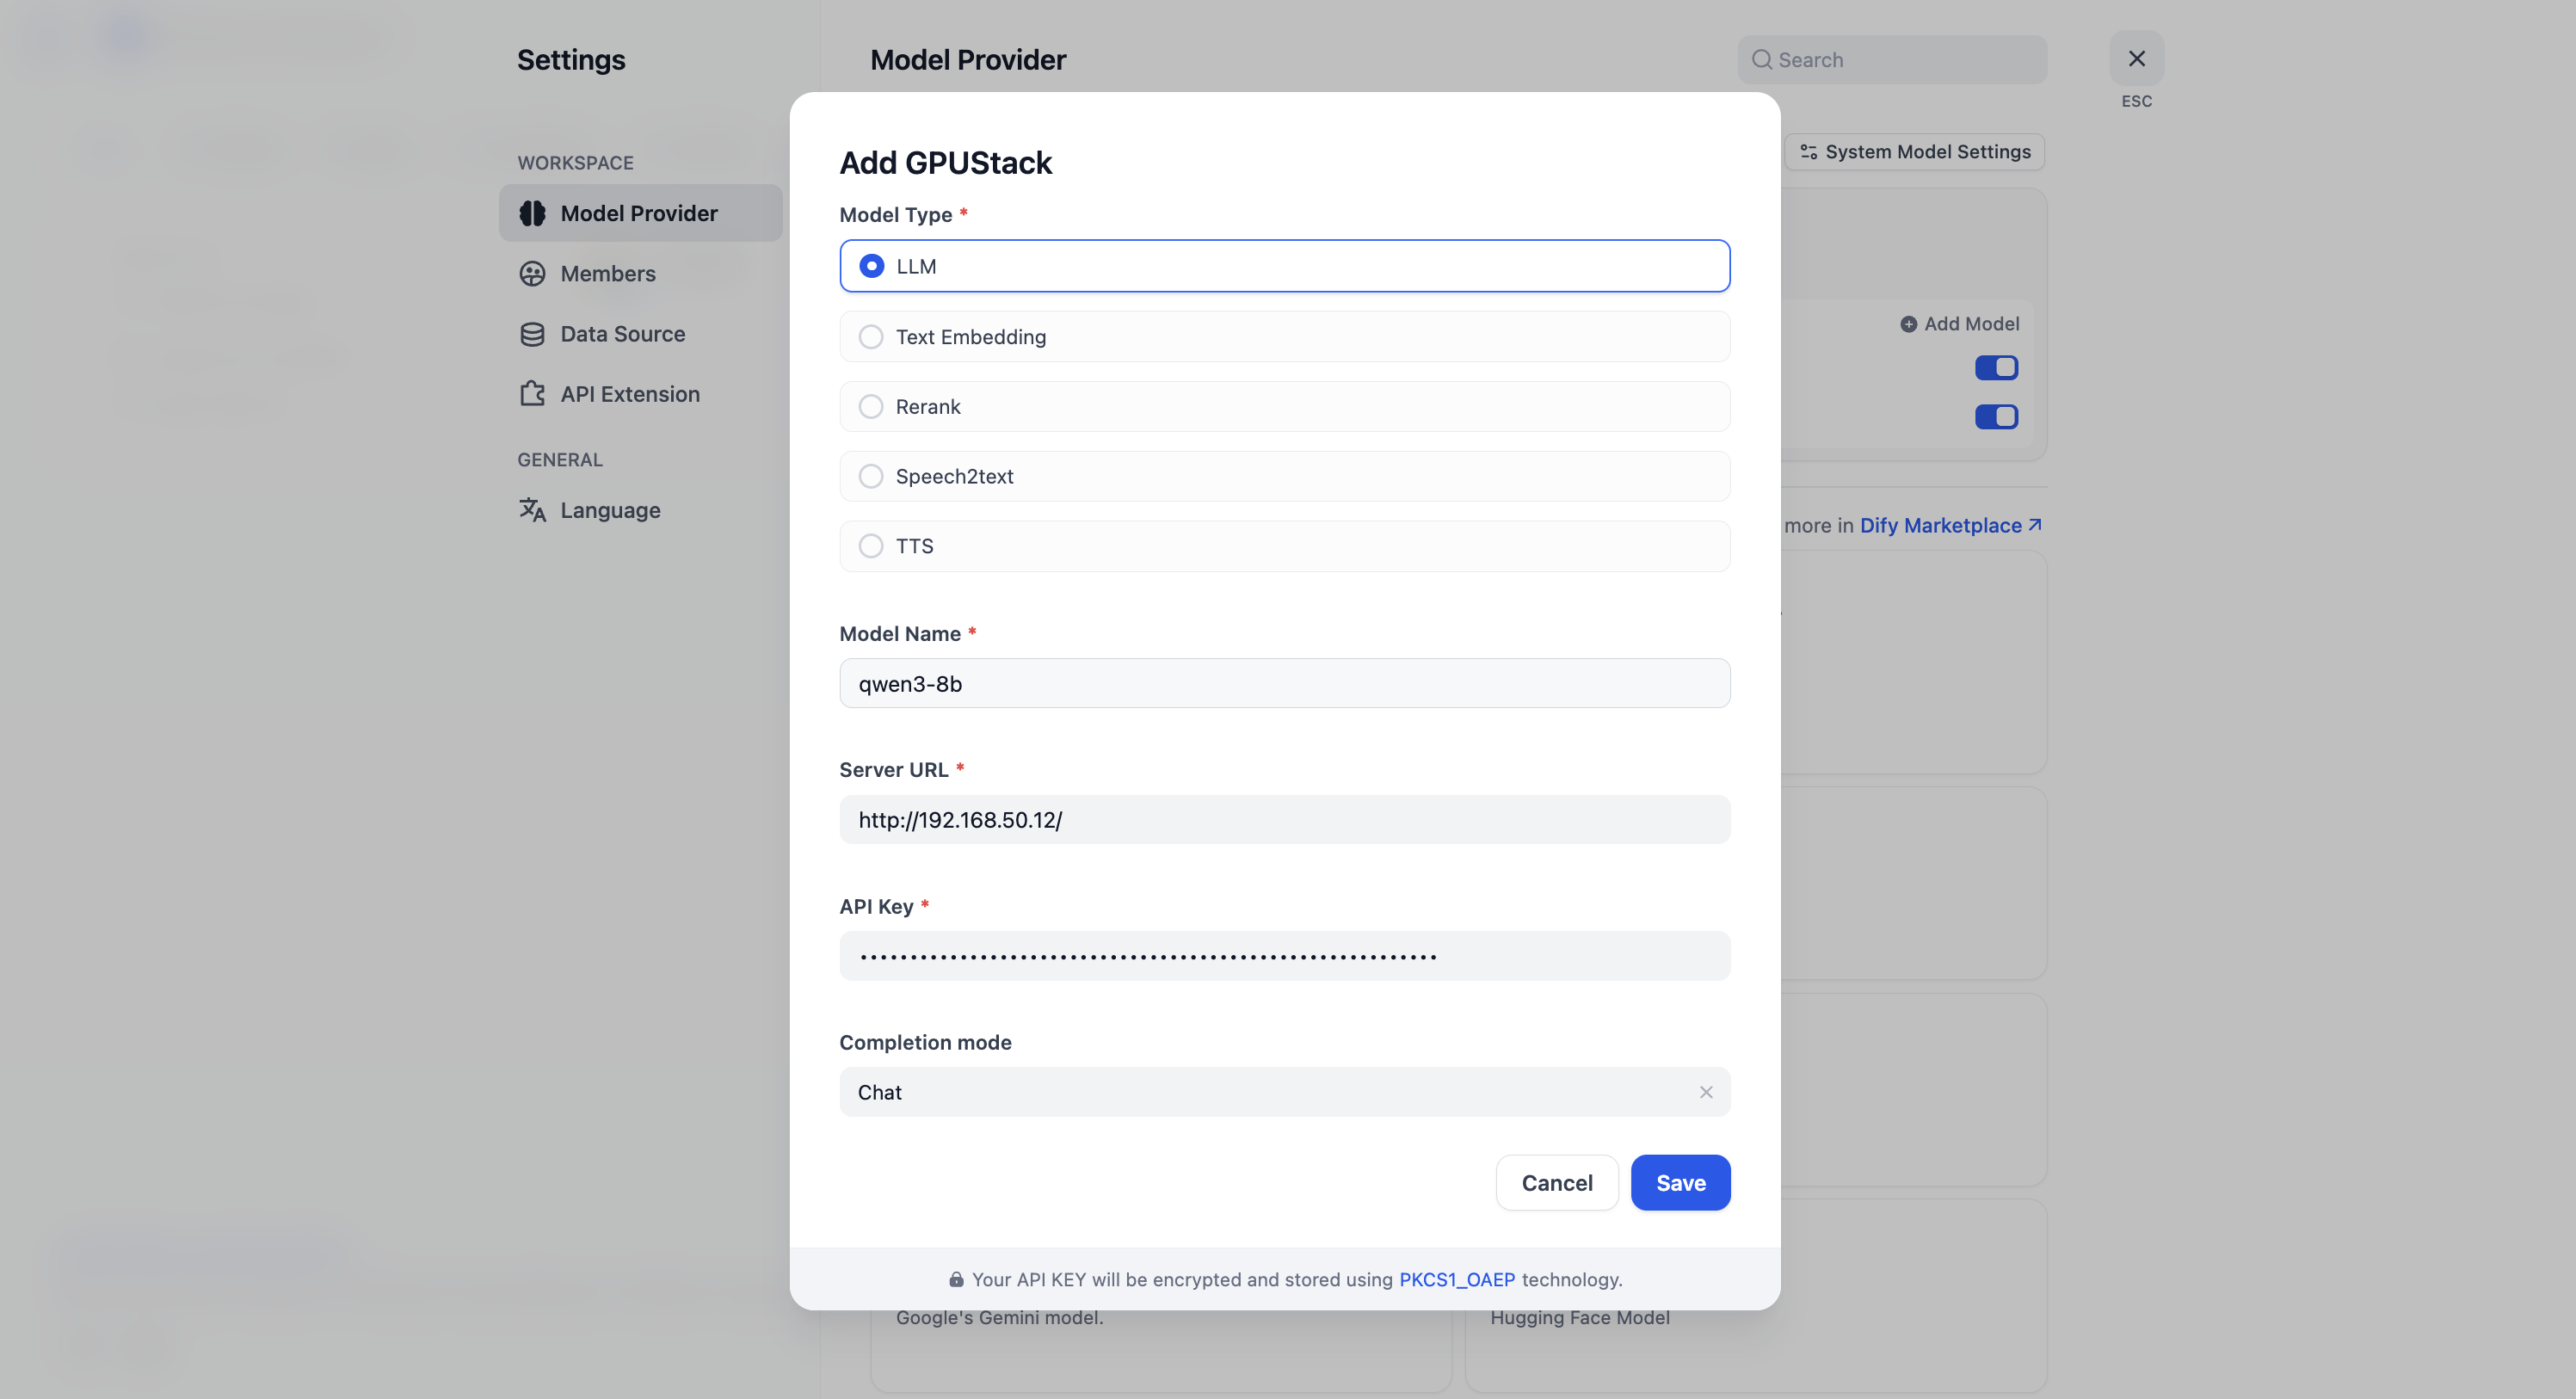 Settings
WORKSPACE
Model Provider
Members
Data Source
API Extension
GENERAL
Language
Model Provider
Search
ESC
System Model Settings
Add Model
more in Dify Marketplace
Add GPUStack
Model Type *
LLM
Text Embedding
Rerank
Speech2text
TTS
Model Name *
qwen3-8b
Server URL *
http://192.168.50.12/
API Key *
••••••••••••••••••••••••••••••••••••••••••••••••••••••••••
Completion mode
Chat
Cancel
Save
Your API KEY will be encrypted and stored using PKCS1_OAEP technology.
Google's Gemini model.
Hugging Face Model